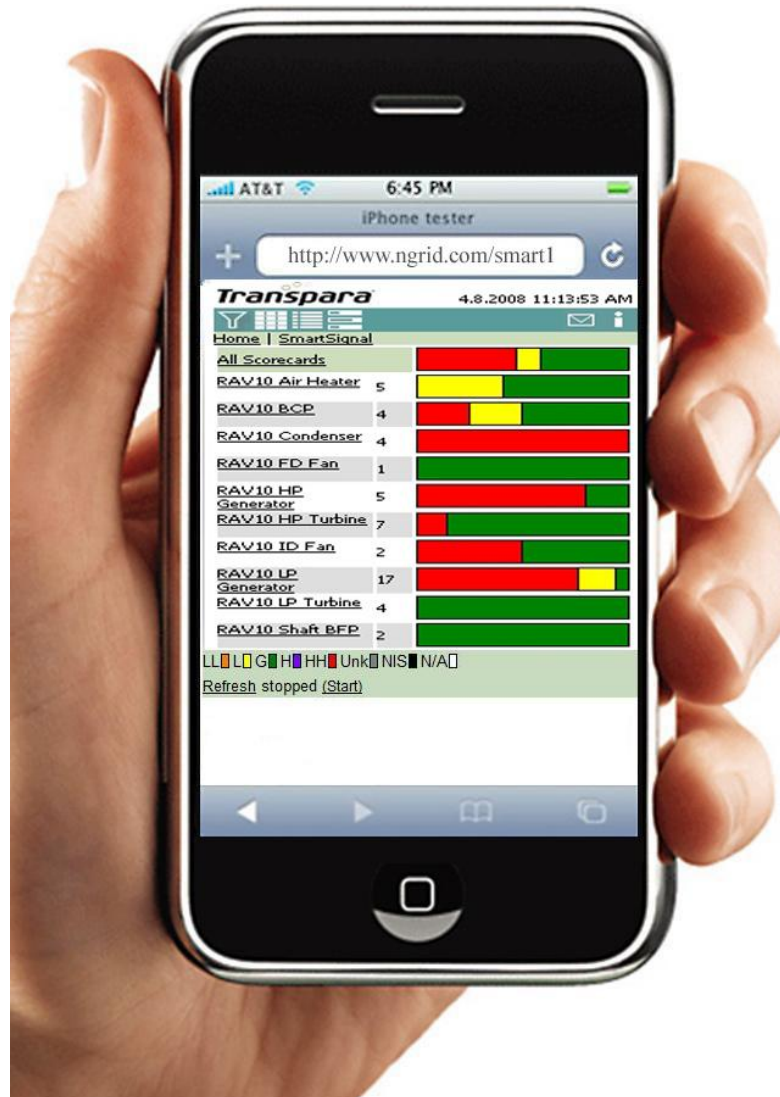 AT&T 6:45 PM
iPhone tester
http://www.ngrid.com/smart1
Transpara 4.8.2008 11:13:53 AM
Home | SmartSignal
All Scorecards
RAV10 Air Heater 5
RAV10 BCP 4
RAV10 Condenser 4
RAV10 FD Fan 1
RAV10 HP
Generator 5
RAV10 HP Turbine 7
RAV10 ID Fan 2
RAV10 LP
Generator 17
RAV10 LP Turbine 4
RAV10 Shaft BFP 2
LL L G H HH Unk NIS N/A
Refresh stopped (Start)